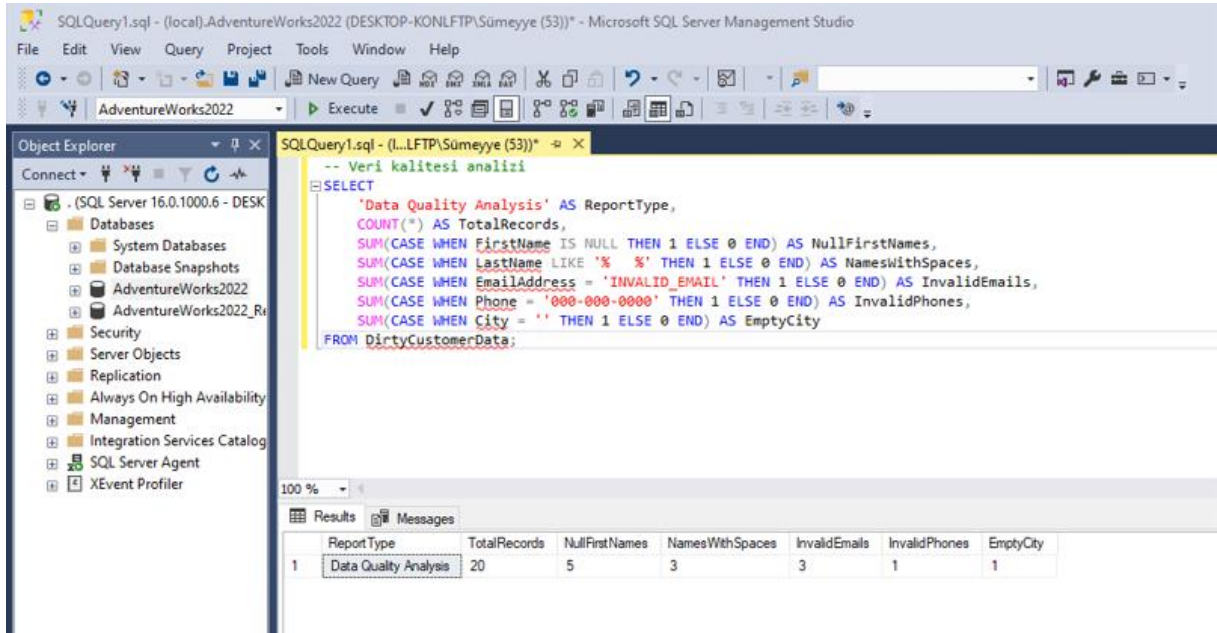 SQLQuery1.sql - (local).AdventureWorks2022 (DESKTOP-KONLFTP\Sümeyye (53))* - Microsoft SQL Server Management Studio
File Edit View Query Project Tools Window Help
New Query
AdventureWorks2022 Execute
Object Explorer
SQLQuery1.sql - (l...LFTP\Sümeyye (53))*
Connect
. (SQL Server 16.0.1000.6 - DESK
Databases
System Databases
Database Snapshots
AdventureWorks2022
AdventureWorks2022_Re
Security
Server Objects
Replication
Always On High Availability
Management
Integration Services Catalog
SQL Server Agent
XEvent Profiler
-- Veri kalitesi analizi
SELECT
'Data Quality Analysis' AS ReportType,
COUNT(*) AS TotalRecords,
SUM(CASE WHEN FirstName IS NULL THEN 1 ELSE 0 END) AS NullFirstNames,
SUM(CASE WHEN LastName LIKE '%  %' THEN 1 ELSE 0 END) AS NamesWithSpaces,
SUM(CASE WHEN EmailAddress = 'INVALID_EMAIL' THEN 1 ELSE 0 END) AS InvalidEmails,
SUM(CASE WHEN Phone = '000-000-0000' THEN 1 ELSE 0 END) AS InvalidPhones,
SUM(CASE WHEN City = '' THEN 1 ELSE 0 END) AS EmptyCity
FROM DirtyCustomerData;
100 %
Results Messages
ReportType TotalRecords NullFirstNames NamesWithSpaces InvalidEmails InvalidPhones EmptyCity
1 Data Quality Analysis 20 5 3 3 1 1